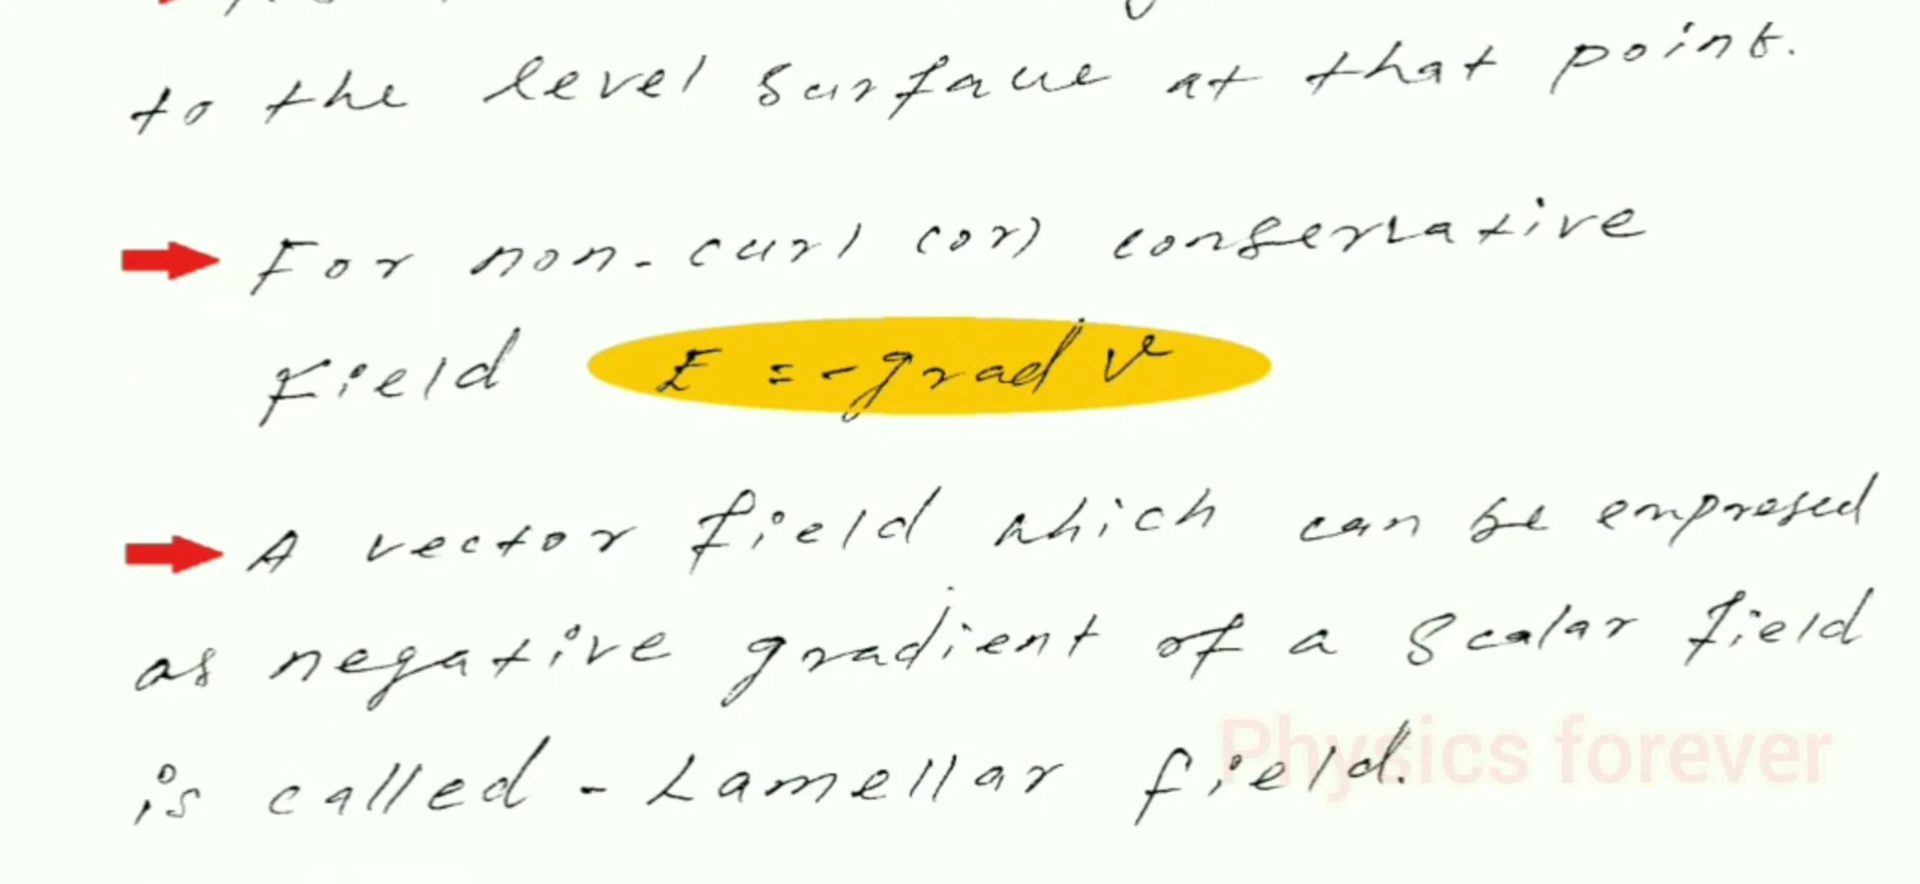 to the level surface at that point.
For non-curl (or) conservative
field E = - grad V
A vector field which can be expresed
as negative gradient of a scalar field
is called - Lamellar field.
Physics forever